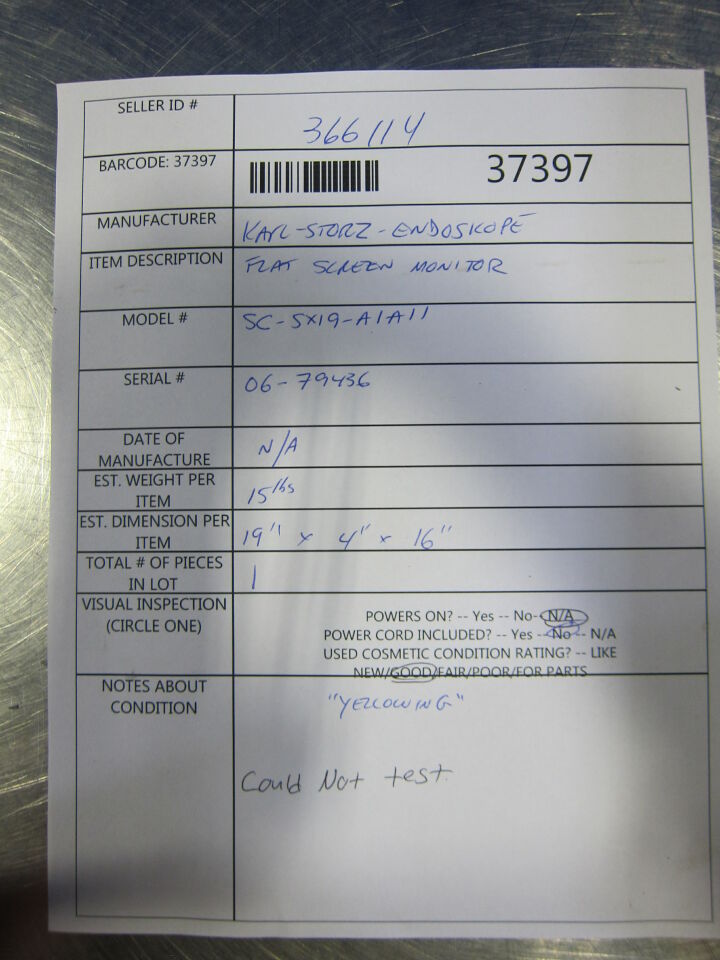 SELLER ID #
366114
BARCODE: 37397
37397
MANUFACTURER
KARL-STORZ-ENDOSKOPE
ITEM DESCRIPTION
FLAT SCREEN MONITOR
MODEL #
SC-SX19-A1A11
SERIAL #
06-79436
DATE OF
MANUFACTURE
N/A
EST. WEIGHT PER
ITEM
15 lbs
EST. DIMENSION PER
ITEM
19" x 4" x 16"
TOTAL # OF PIECES
IN LOT
1
VISUAL INSPECTION
(CIRCLE ONE)
POWERS ON? -- Yes -- No--N/A
POWER CORD INCLUDED? -- Yes --No-- N/A
USED COSMETIC CONDITION RATING? -- LIKE
NEW/GOOD/FAIR/POOR/FOR PARTS
NOTES ABOUT
CONDITION
"YELLOWING"
Could Not test